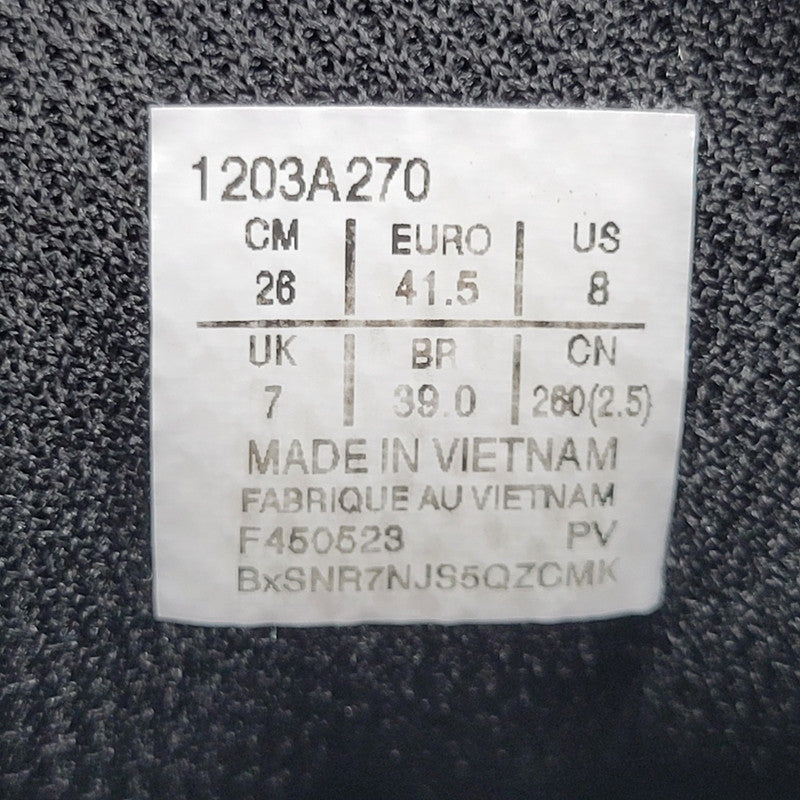 1203A270
CM EURO US
26 41.5 8
UK BR CN
7 39.0 260(2.5)
MADE IN VIETNAM
FABRIQUE AU VIETNAM
F450523 PV
BxSNR7NJS5QZCMK